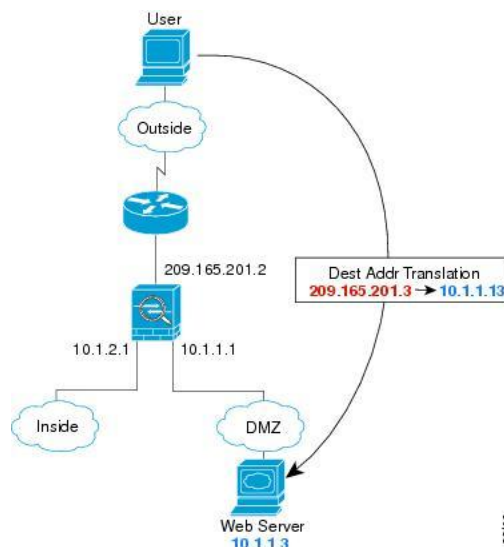 User
Outside
209.165.201.2
Dest Addr Translation
209.165.201.3 → 10.1.1.13
10.1.2.1
10.1.1.1
Inside
DMZ
Web Server
10.1.1.3